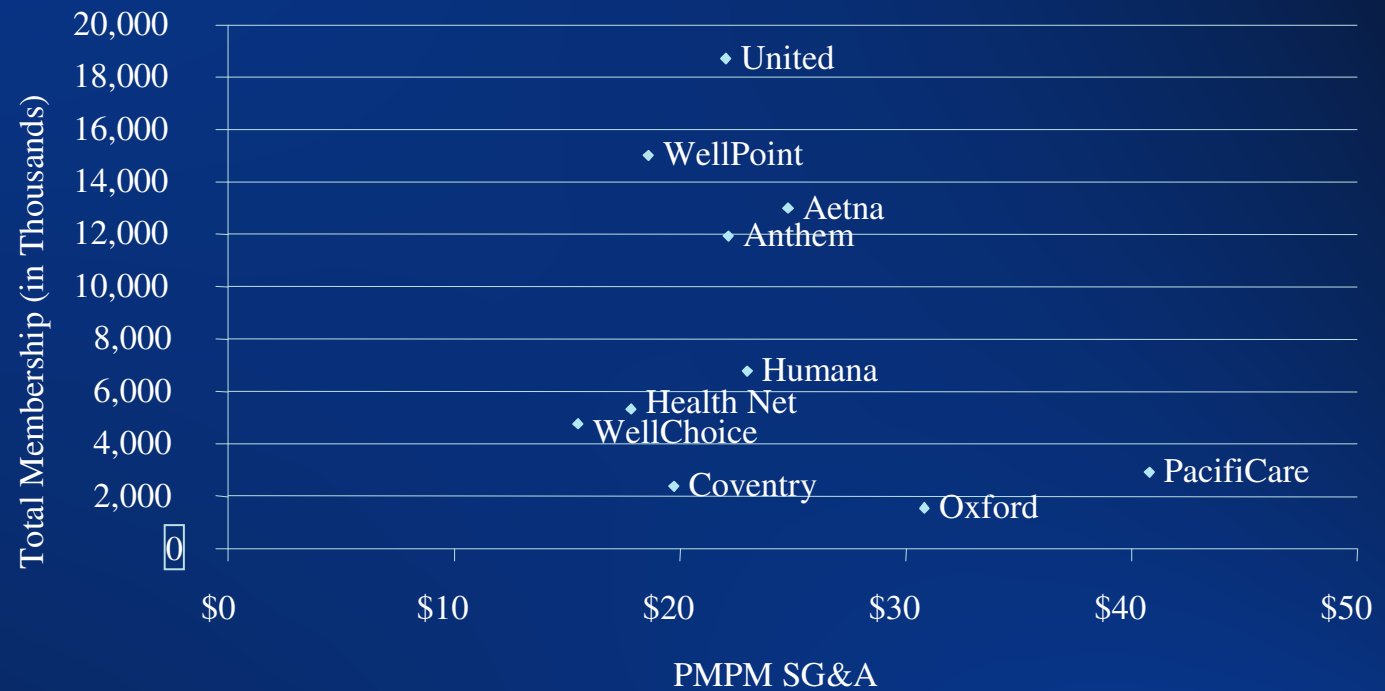 20,000
18,000
16,000
14,000
12,000
10,000
8,000
6,000
4,000
2,000
0
Total Membership (in Thousands)
United
WellPoint
Aetna
Anthem
Humana
Health Net
WellChoice
Coventry
PacifiCare
Oxford
$0 $10 $20 $30 $40 $50
PMPM SG&A